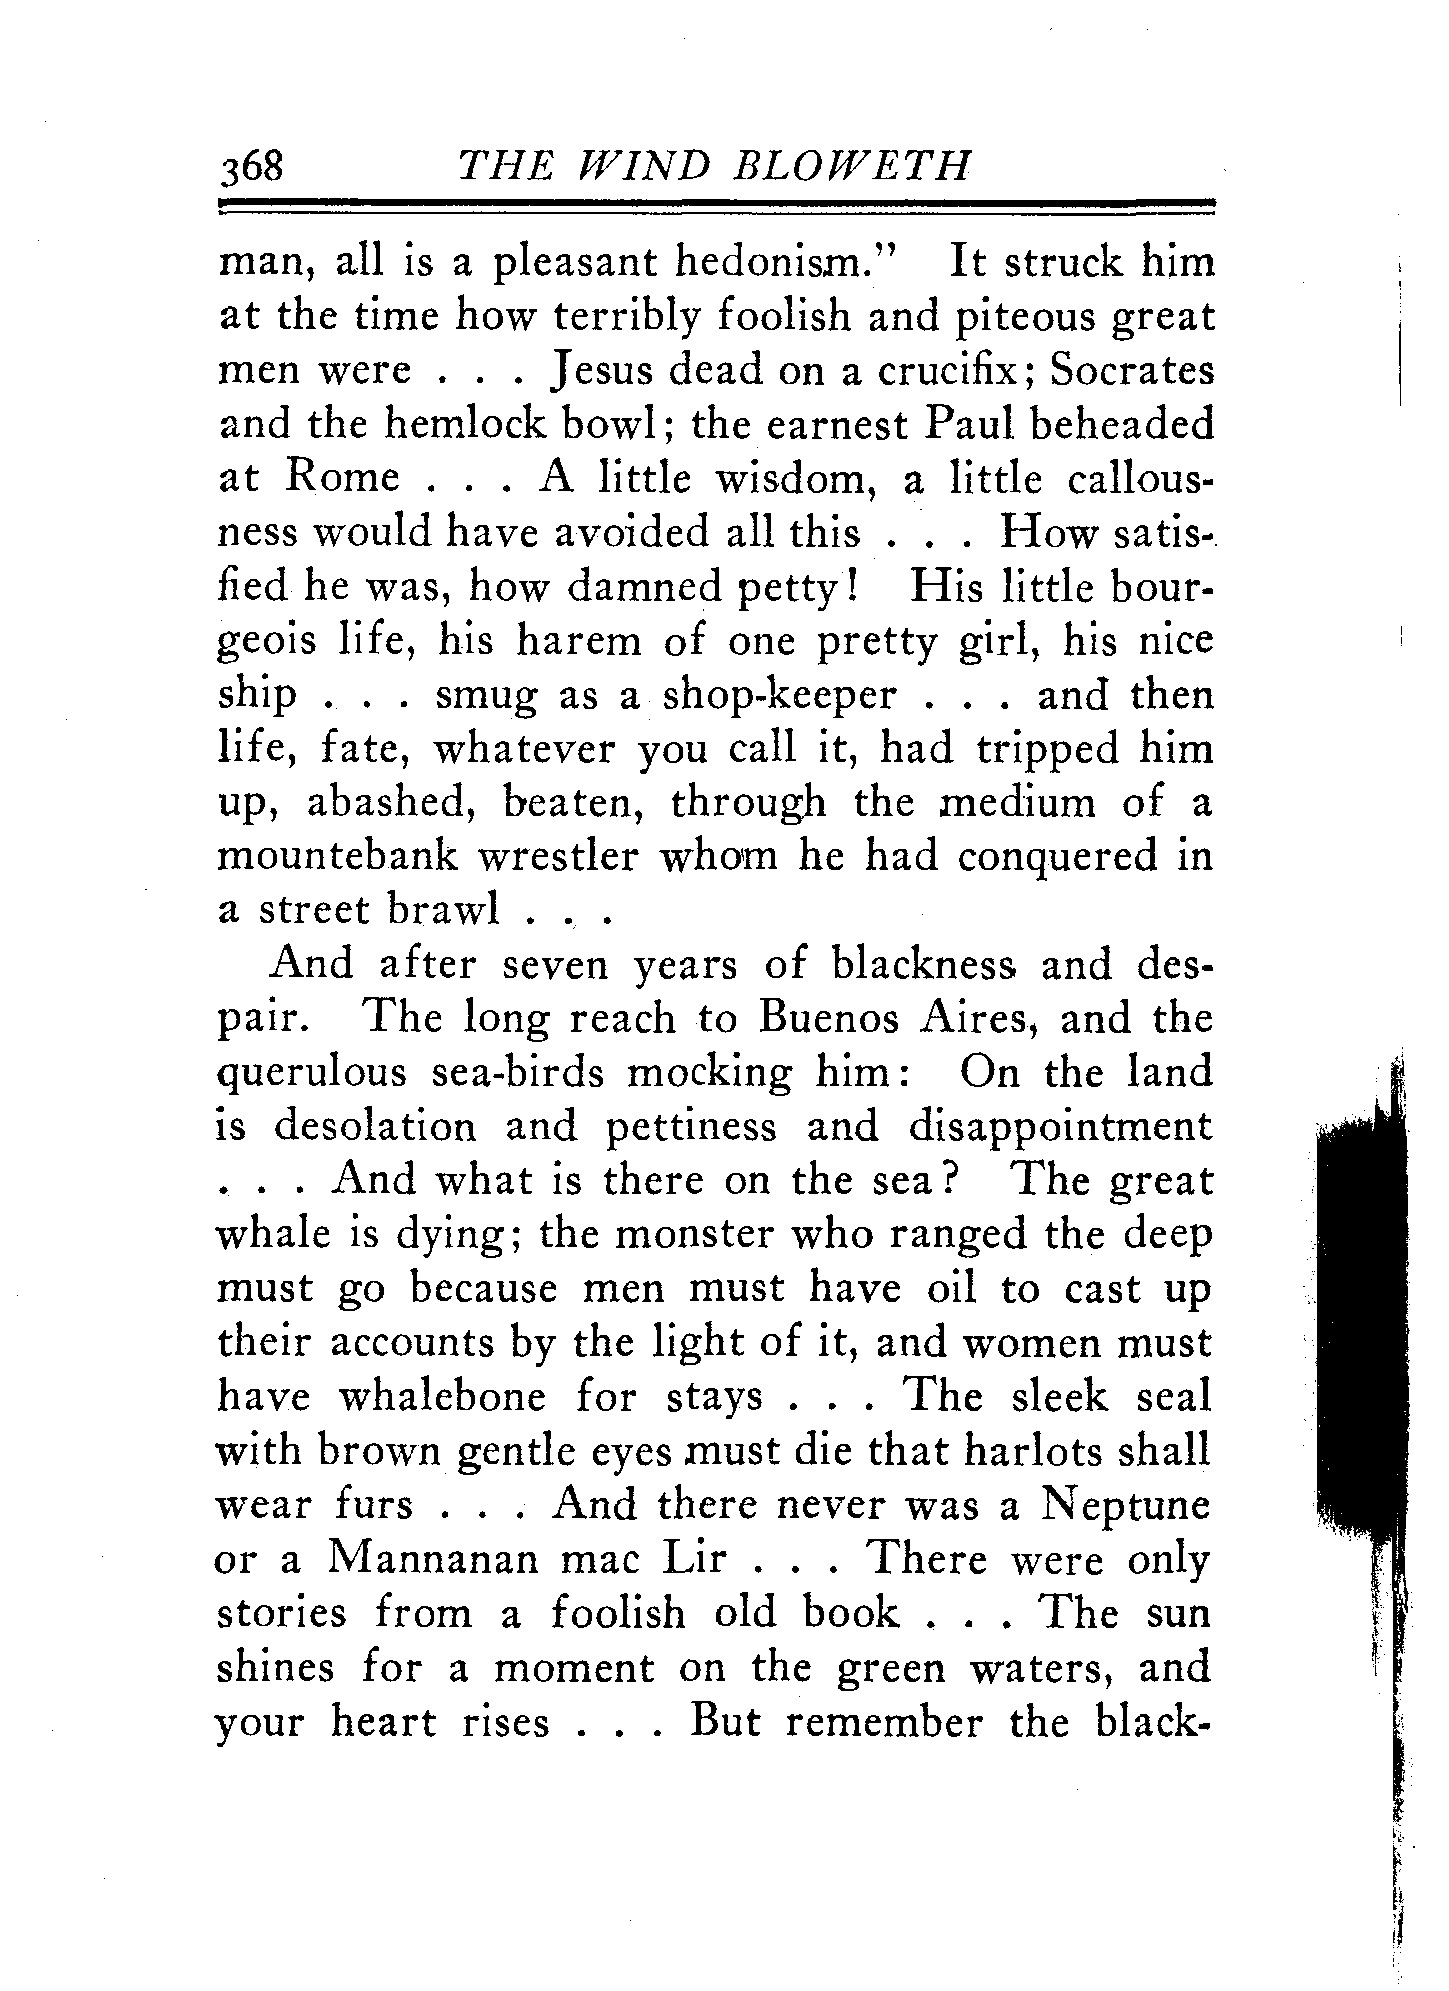 368 THE WIND BLOWETH
man, all is a pleasant hedonism." It struck him
at the time how terribly foolish and piteous great
men were . . . Jesus dead on a crucifix; Socrates
and the hemlock bowl; the earnest Paul beheaded
at Rome . . . A little wisdom, a little callous-
ness would have avoided all this . . . How satis-
fied he was, how damned petty! His little bour-
geois life, his harem of one pretty girl, his nice
ship . . . smug as a shop-keeper . . . and then
life, fate, whatever you call it, had tripped him
up, abashed, beaten, through the medium of a
mountebank wrestler whom he had conquered in
a street brawl . . .
And after seven years of blackness and des-
pair. The long reach to Buenos Aires, and the
querulous sea-birds mocking him: On the land
is desolation and pettiness and disappointment
. . . And what is there on the sea? The great
whale is dying; the monster who ranged the deep
must go because men must have oil to cast up
their accounts by the light of it, and women must
have whalebone for stays . . . The sleek seal
with brown gentle eyes must die that harlots shall
wear furs . . . And there never was a Neptune
or a Mannanan mac Lir . . . There were only
stories from a foolish old book . . . The sun
shines for a moment on the green waters, and
your heart rises . . . But remember the black-